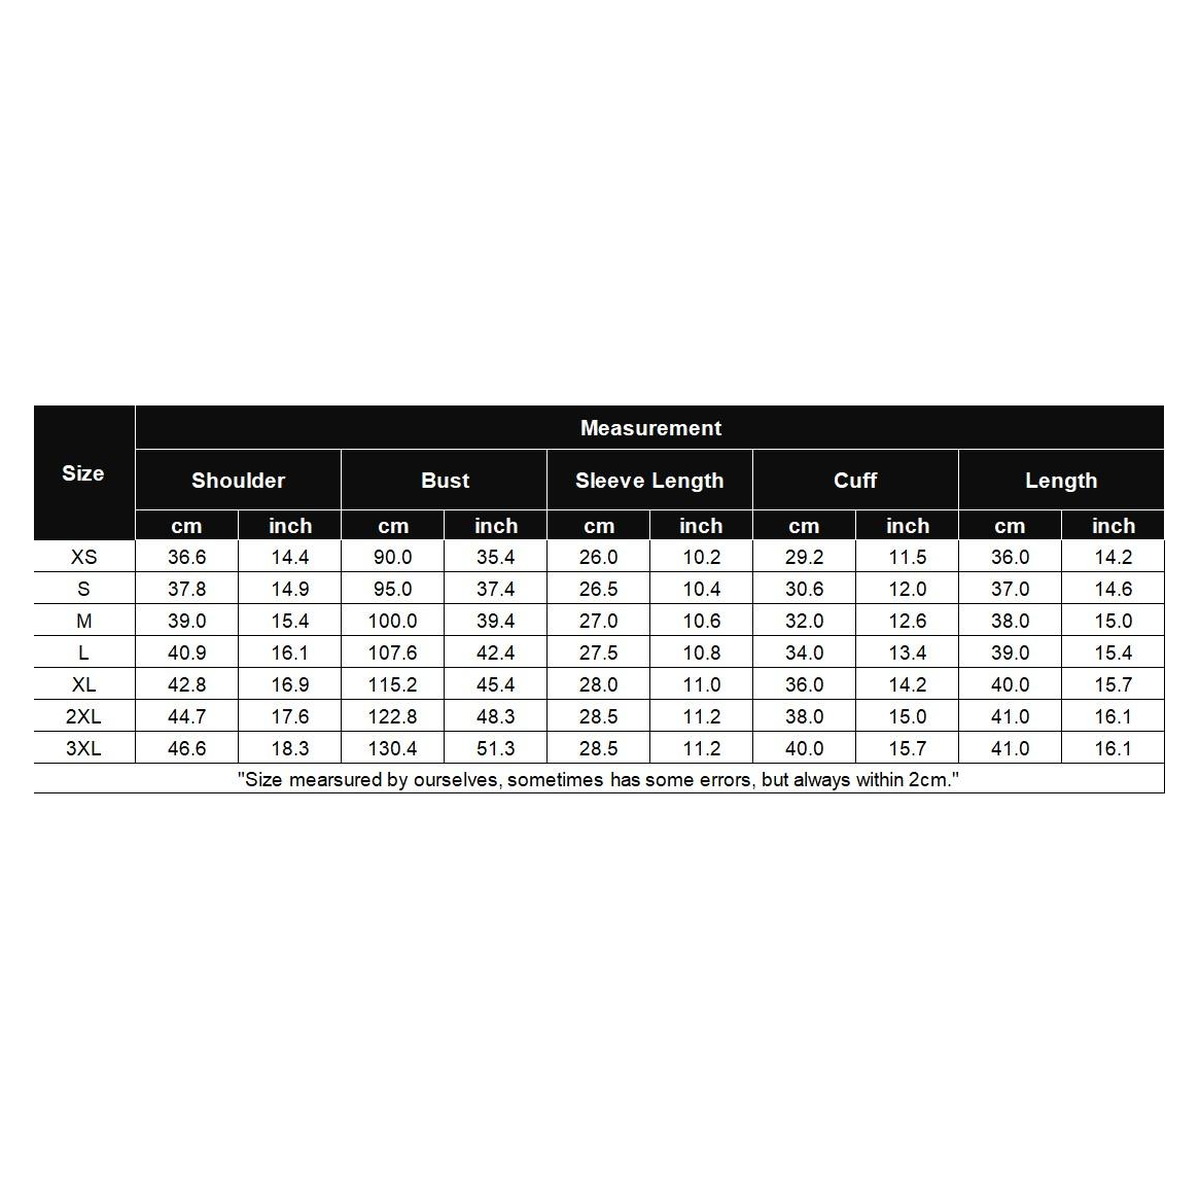 Measurement
Size
Shoulder Bust Sleeve Length Cuff Length
cm inch cm inch cm inch cm inch cm inch
XS 36.6 14.4 90.0 35.4 26.0 10.2 29.2 11.5 36.0 14.2
S 37.8 14.9 95.0 37.4 26.5 10.4 30.6 12.0 37.0 14.6
M 39.0 15.4 100.0 39.4 27.0 10.6 32.0 12.6 38.0 15.0
L 40.9 16.1 107.6 42.4 27.5 10.8 34.0 13.4 39.0 15.4
XL 42.8 16.9 115.2 45.4 28.0 11.0 36.0 14.2 40.0 15.7
2XL 44.7 17.6 122.8 48.3 28.5 11.2 38.0 15.0 41.0 16.1
3XL 46.6 18.3 130.4 51.3 28.5 11.2 40.0 15.7 41.0 16.1
"Size mearsured by ourselves, sometimes has some errors, but always within 2cm."